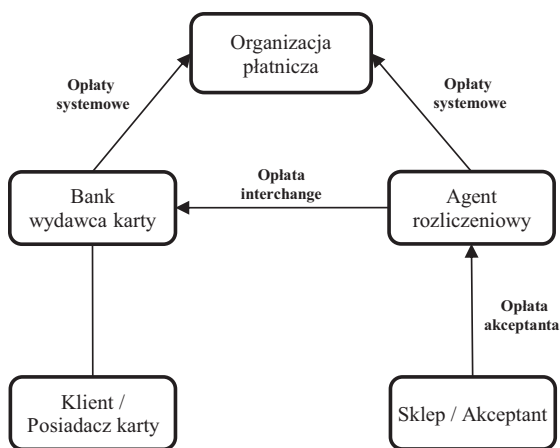 Organizacja
płatnicza
Opłaty
systemowe
Opłaty
systemowe
Bank
wydawca karty
Opłata
interchange
Agent
rozliczeniowy
Opłata
akceptanta
Klient /
Posiadacz karty
Sklep / Akceptant